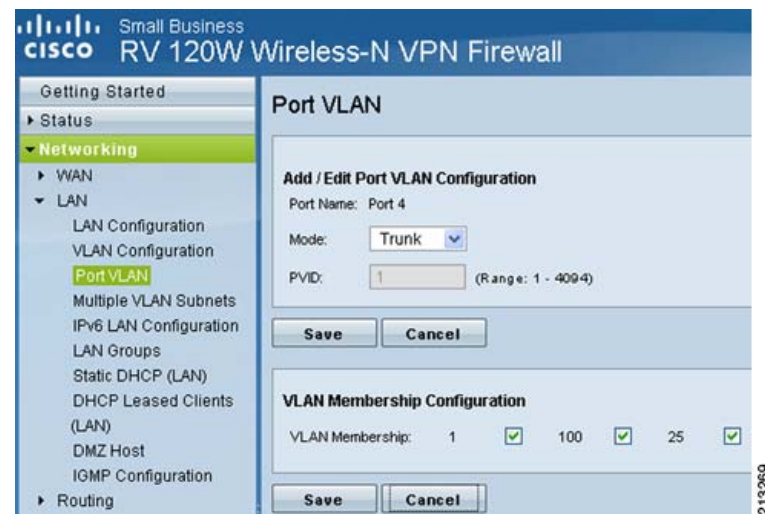 Small Business
CISCO RV 120W Wireless-N VPN Firewall
Getting Started
Status
Networking
WAN
LAN
LAN Configuration
VLAN Configuration
Port VLAN
Multiple VLAN Subnets
IPv6 LAN Configuration
LAN Groups
Static DHCP (LAN)
DHCP Leased Clients
(LAN)
DMZ Host
IGMP Configuration
Routing
Port VLAN
Add / Edit Port VLAN Configuration
Port Name: Port 4
Mode: Trunk
PVID: 1 (Range: 1 - 4094)
Save Cancel
VLAN Membership Configuration
VLAN Membership: 1 100 25
Save Cancel
213269